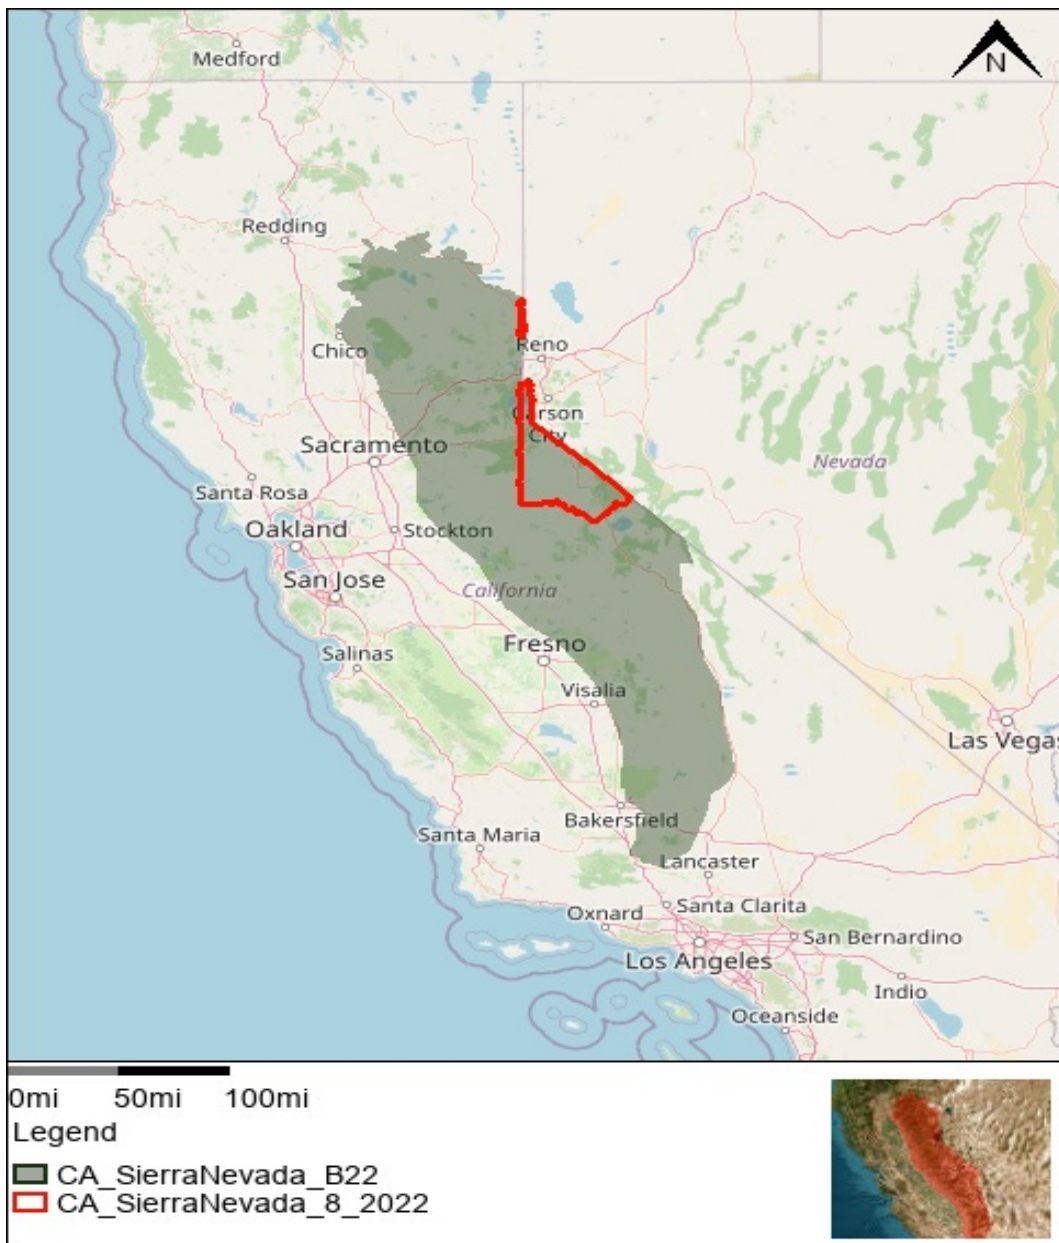 Medford
N
Redding
Reno
Chico
Carson
City
Sacramento
Nevada
Santa Rosa
Oakland
Stockton
San Jose
California
Fresno
Salinas
Visalia
Las Vegas
Bakersfield
Santa Maria
Lancaster
Santa Clarita
Oxnard
San Bernardino
Los Angeles
Indio
Oceanside
0mi 50mi 100mi
Legend
CA_SierraNevada_B22
CA_SierraNevada_8_2022